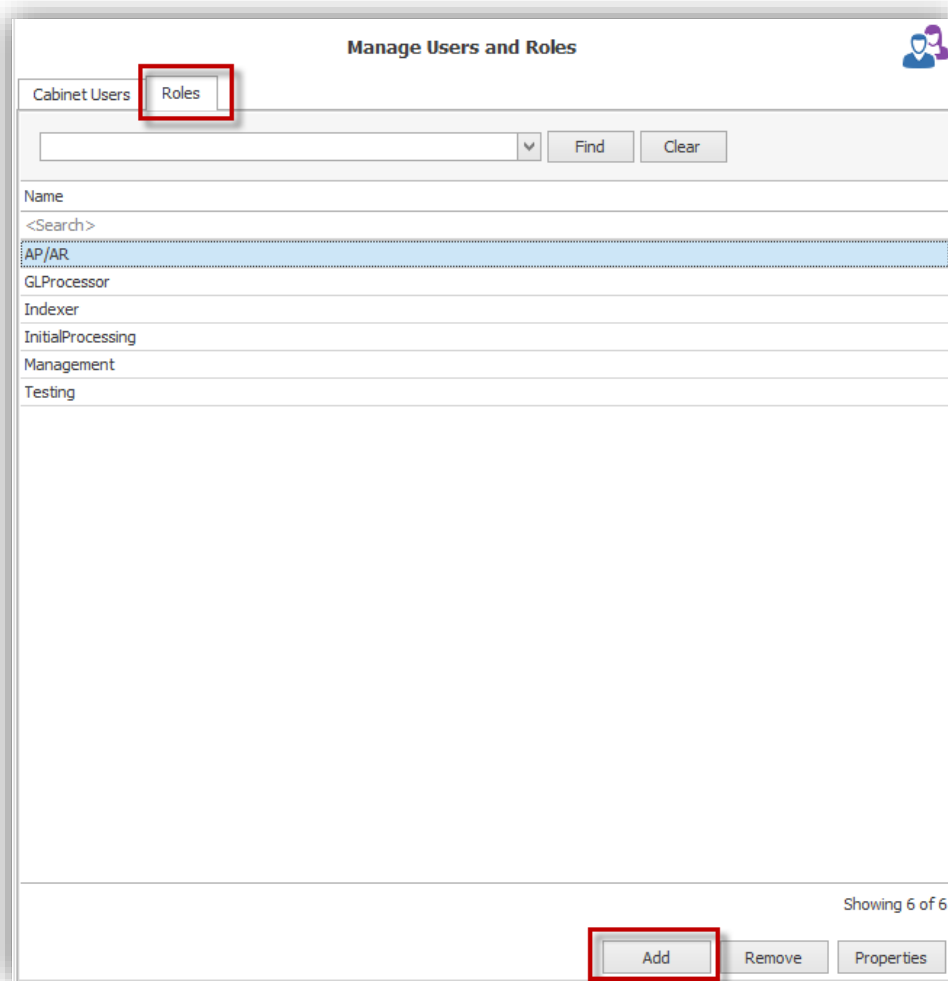 Manage Users and Roles
Cabinet Users Roles
Find Clear
Name
<Search>
AP/AR
GLProcessor
Indexer
InitialProcessing
Management
Testing
Showing 6 of 6
Add Remove Properties